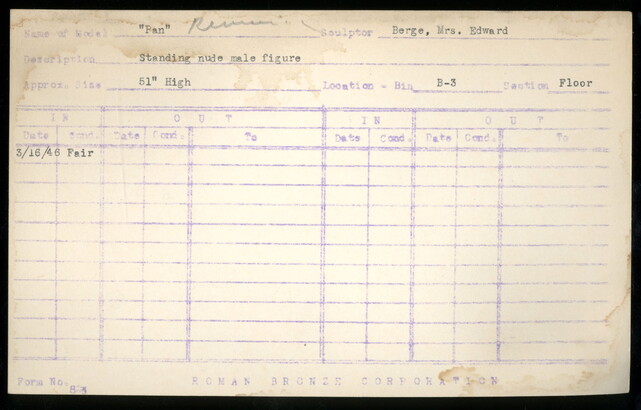 Name of Model "Pan" Sculptor Berge, Mrs. Edward
Description Standing nude male figure
Approx. Size 51" High Location - Bin B-3 Section Floor
IN OUT IN OUT
Date Cond. Date Cond. To Date Cond. Date Cond. To
3/16/46 Fair
Form No. ROMAN BRONZE CORPORATION